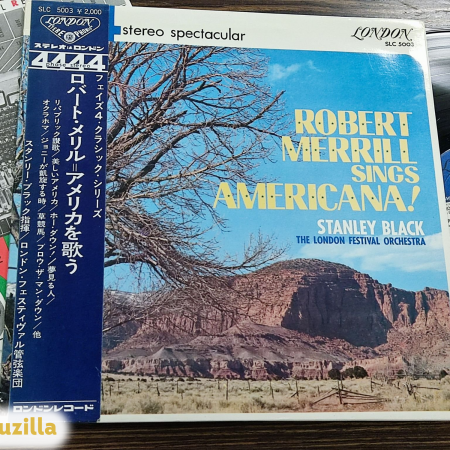 SLC 5003 ¥2,000
LONDON
ステレオ・ロンドン
4444
フェイズ4 クラシック・シリーズ
ロバート・メリル=アメリカを歌う
リパブリック讃歌/美しいアメリカ/ホー・ダウン!/夢見る人/
オクラホマ/ジョニーが凱旋する時/草競馬/フロウ・ザ・マン・ダウン/他
スタンリー・ブラック指揮/ロンドン・フェスティヴァル管弦楽団
ロンドンレコード
stereo spectacular
LONDON
SLC 5003
ROBERT
MERRILL
SINGS
AMERICANA!
STANLEY BLACK
THE LONDON FESTIVAL ORCHESTRA
uzilla